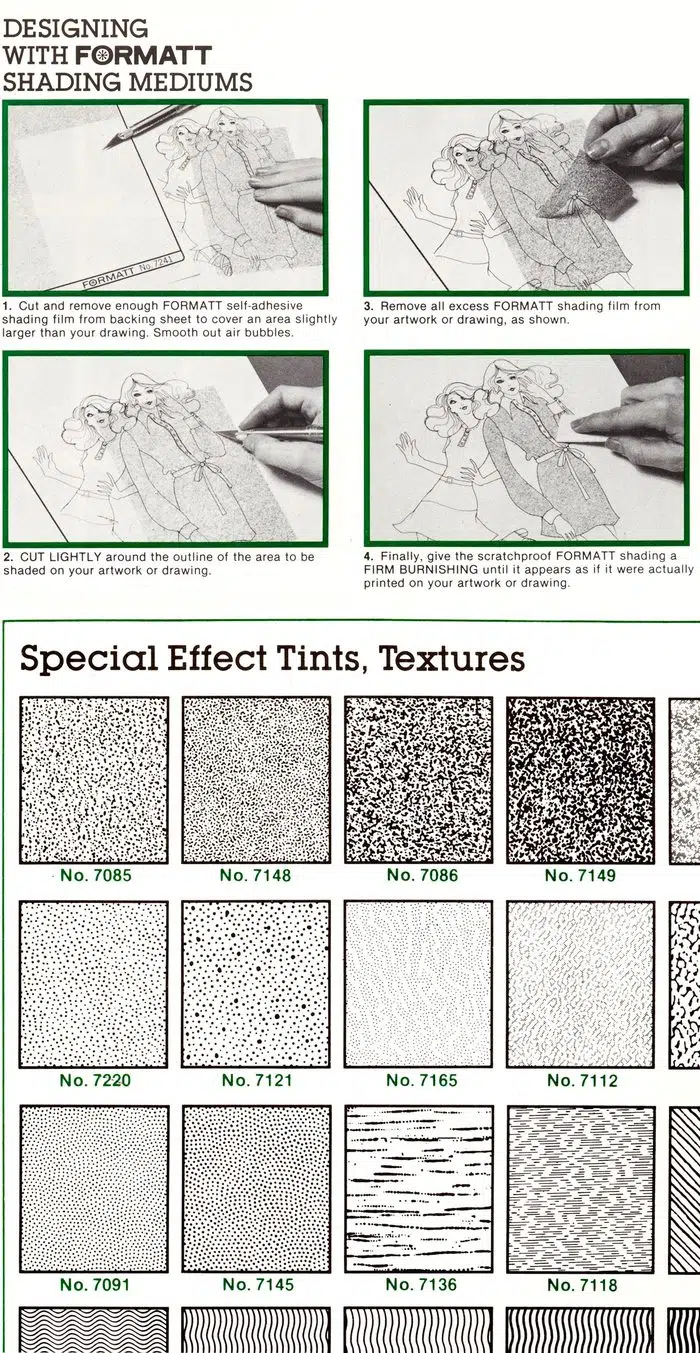 DESIGNING
WITH FORMATT
SHADING MEDIUMS
FORMATT No. 7241
1. Cut and remove enough FORMATT self-adhesive
shading film from backing sheet to cover an area slightly
larger than your drawing. Smooth out air bubbles.
3. Remove all excess FORMATT shading film from
your artwork or drawing, as shown.
2. CUT LIGHTLY around the outline of the area to be
shaded on your artwork or drawing.
4. Finally, give the scratchproof FORMATT shading a
FIRM BURNISHING until it appears as if it were actually
printed on your artwork or drawing.
Special Effect Tints, Textures
No. 7085
No. 7148
No. 7086
No. 7149
No. 7220
No. 7121
No. 7165
No. 7112
No. 7091
No. 7145
No. 7136
No. 7118